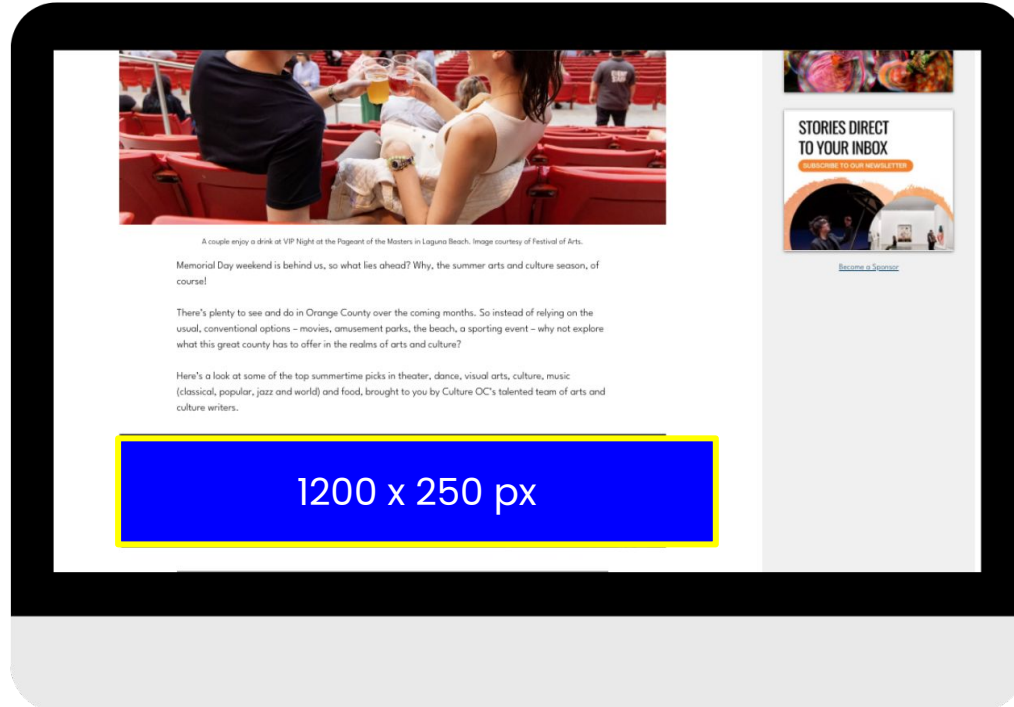 A couple enjoy a drink at VIP Night at the Pageant of the Masters in Laguna Beach. Image courtesy of Festival of Arts.
Memorial Day weekend is behind us, so what lies ahead? Why, the summer arts and culture season, of
course!
There's plenty to see and do in Orange County over the coming months. So instead of relying on the
usual, conventional options – movies, amusement parks, the beach, a sporting event – why not explore
what this great county has to offer in the realms of arts and culture?
Here's a look at some of the top summertime picks in theater, dance, visual arts, culture, music
(classical, popular, jazz and world) and food, brought to you by Culture OC's talented team of arts and
culture writers.
1200 x 250 px
STORIES DIRECT
TO YOUR INBOX
SUBSCRIBE TO OUR NEWSLETTER
Become a Sponsor